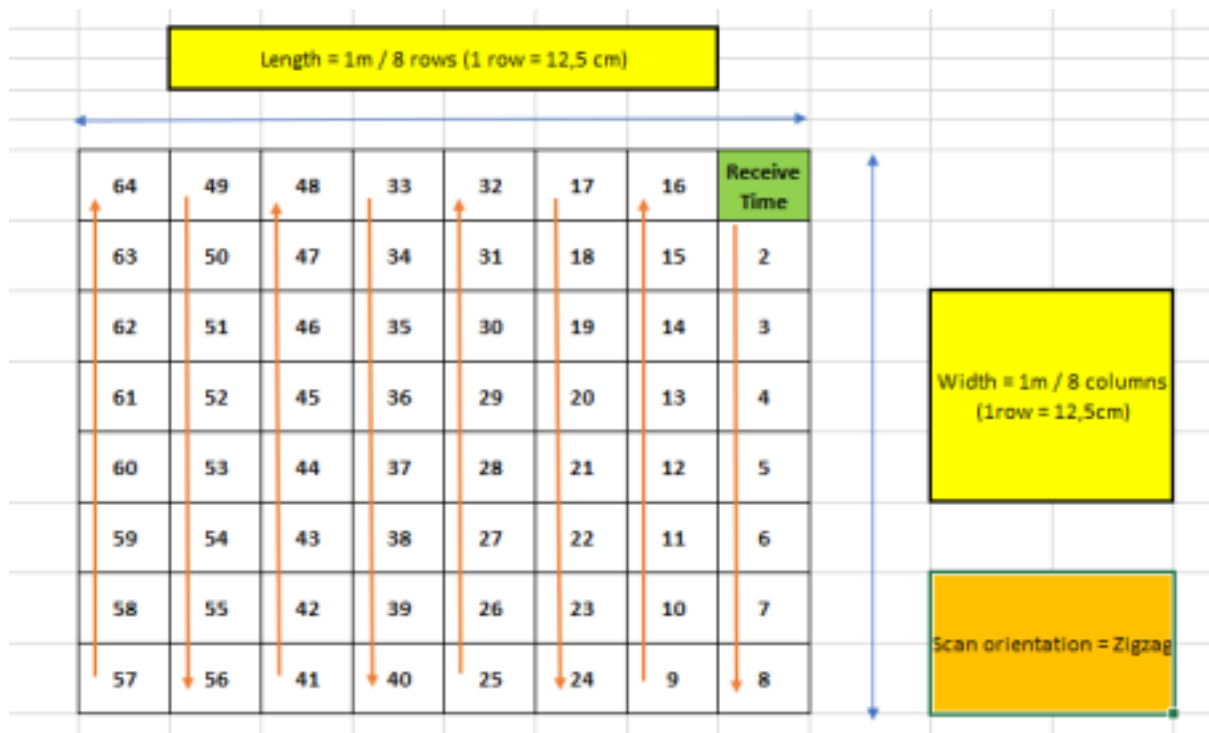 Length = 1m / 8 rows (1 row = 12,5 cm)
64 49 48 33 32 17 16 Receive
Time
63 50 47 34 31 18 15 2
62 51 46 35 30 19 14 3
61 52 45 36 29 20 13 4
60 53 44 37 28 21 12 5
59 54 43 38 27 22 11 6
58 55 42 39 26 23 10 7
57 56 41 40 25 24 9 8
Width = 1m / 8 columns
(1row = 12,5cm)
Scan orientation = Zigzag